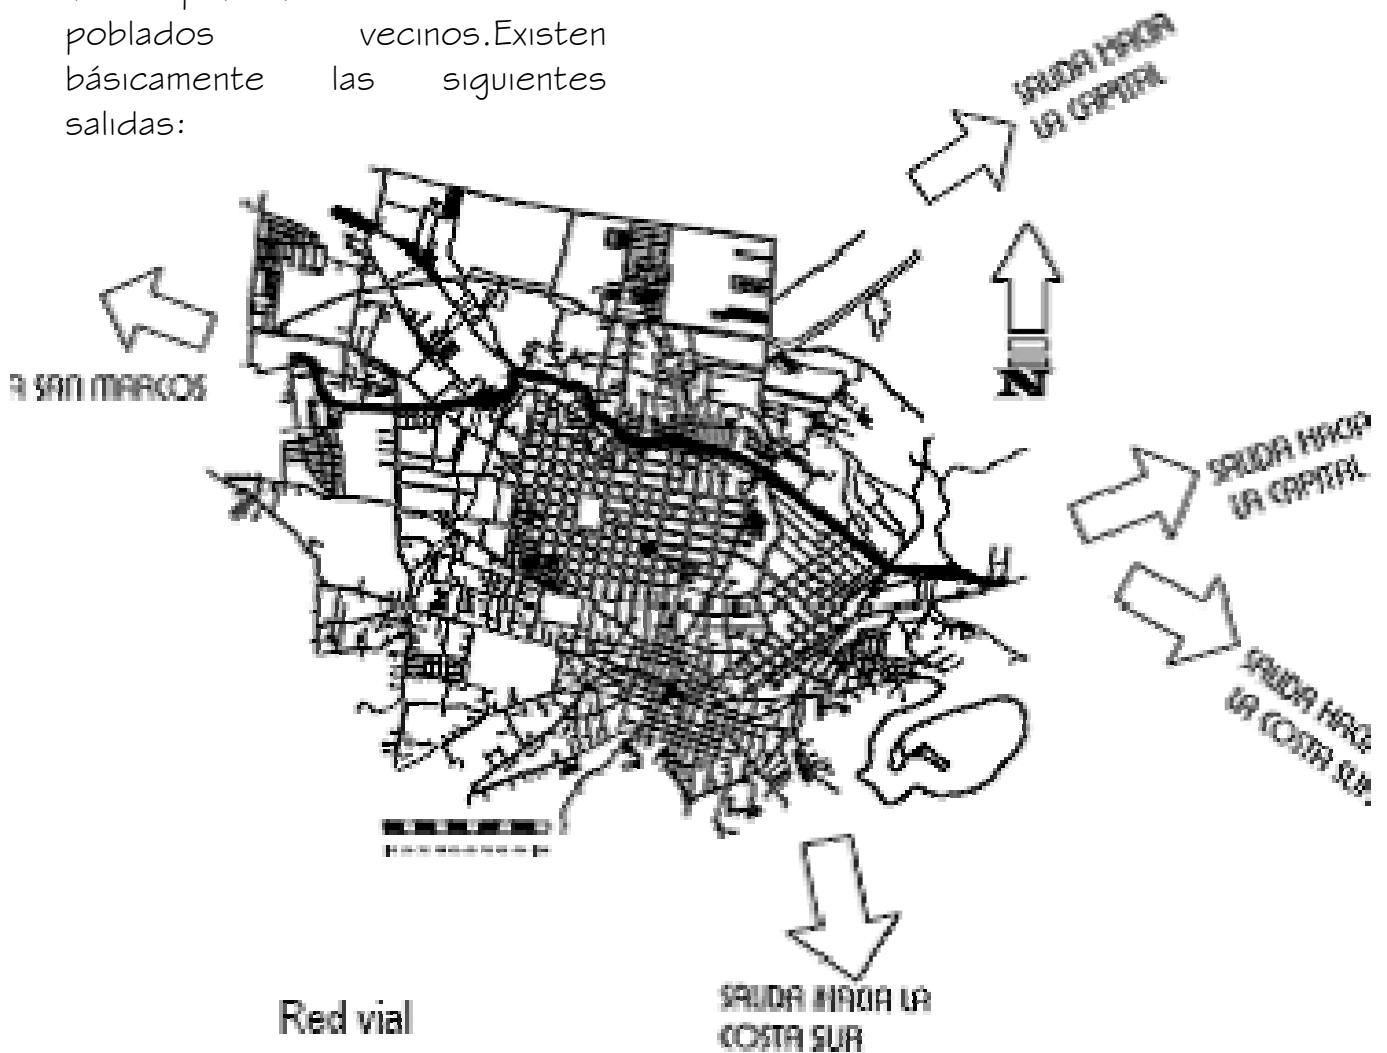 poblados vecinos.Existen
básicamente las siguientes
salidas:
SALIDA HACIA
LA CAPITAL
A SAN MARCOS
N
SALIDA HACIA
LA CAPITAL
SALIDA HACIA
LA COSTA SUR
SALIDA HACIA LA
COSTA SUR
Red vial